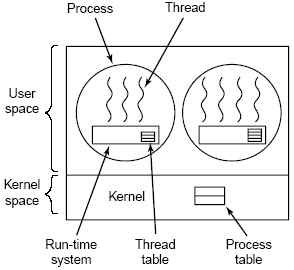 Process
Thread
User
space
Kernel
space
Kernel
Run-time
system
Thread
table
Process
table